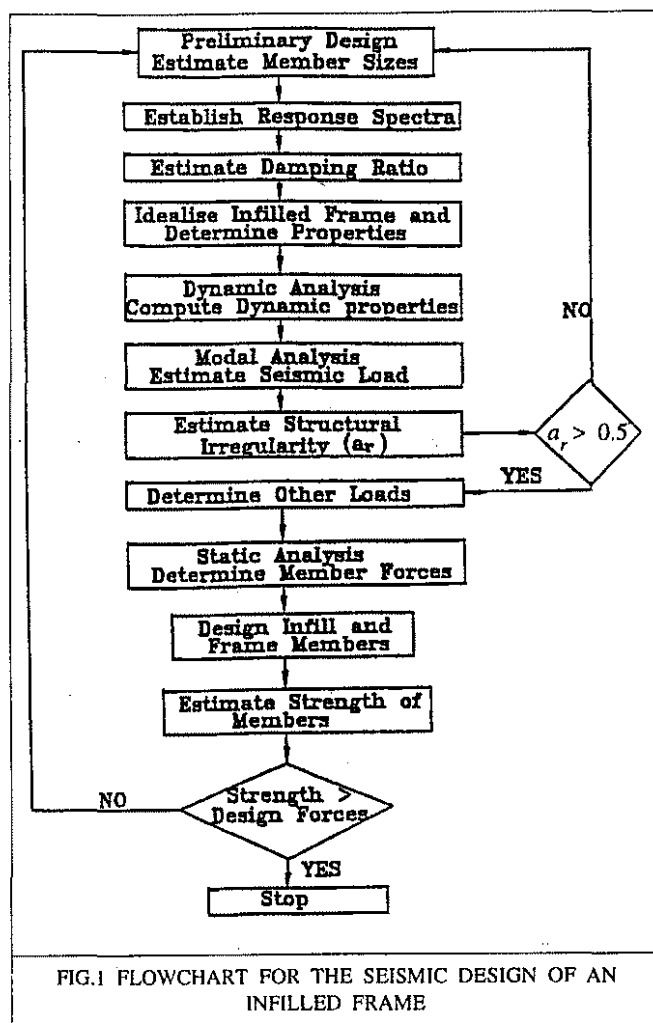 Preliminary Design
Estimate Member Sizes
Establish Response Spectra
Estimate Damping Ratio
Idealise Infilled Frame and
Determine Properties
Dynamic Analysis
Compute Dynamic properties
NO
Modal Analysis
Estimate Seismic Load
Estimate Structural
Irregularity (ar)
ar > 0.5
YES
Determine Other Loads
Static Analysis
Determine Member Forces
Design Infill and
Frame Members
Estimate Strength of
Members
NO
Strength >
Design Forces
YES
Stop
FIG.1 FLOWCHART FOR THE SEISMIC DESIGN OF AN
INFILLED FRAME